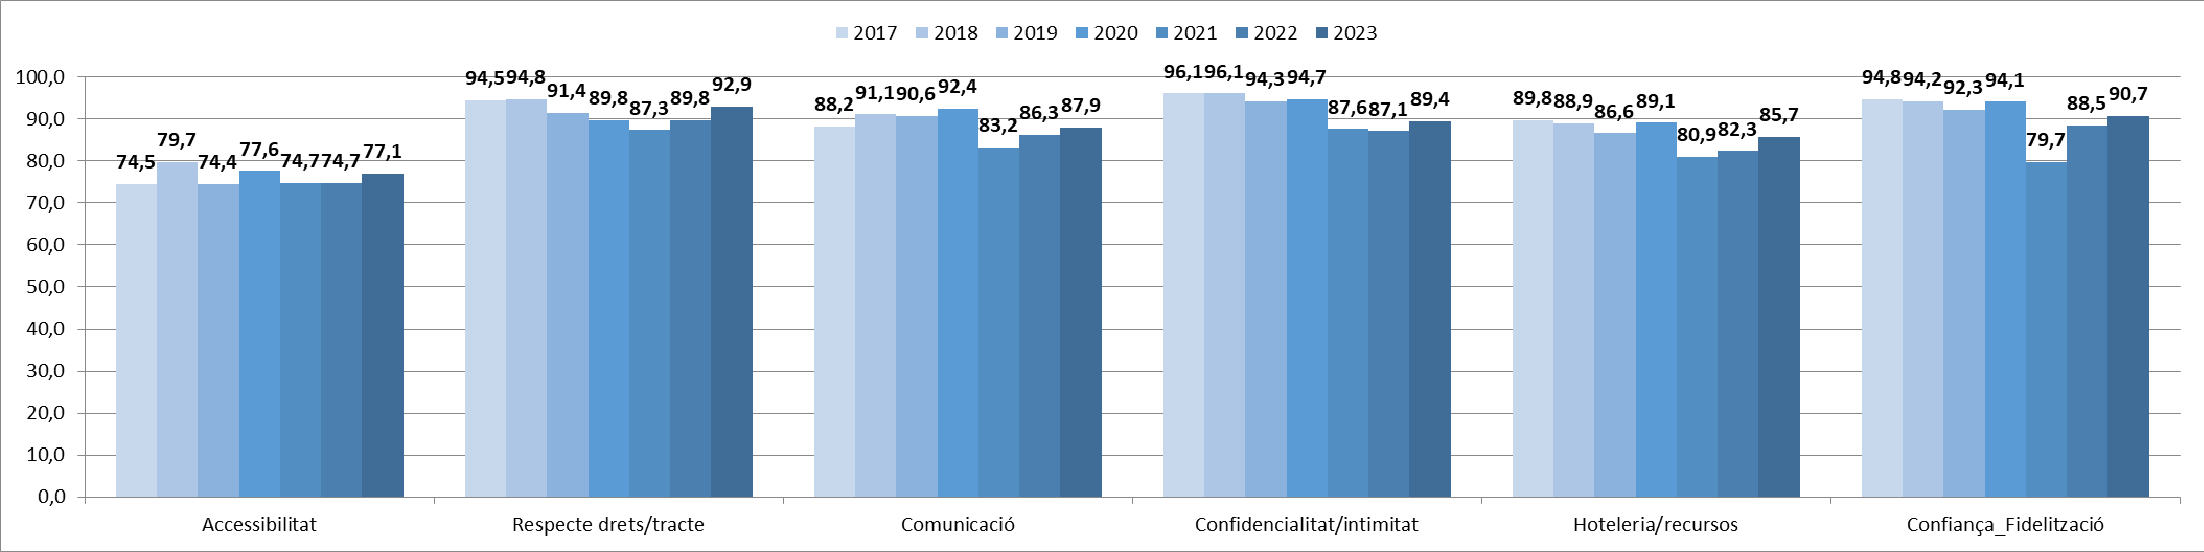 2017 2018 2019 2020 2021 2022 2023
100,0
90,0
80,0
70,0
60,0
50,0
40,0
30,0
20,0
10,0
0,0
74,5 79,7 74,4 77,6 74,7 74,7 77,1
94,5 94,8 91,4 89,8 87,3 89,8 92,9
88,2 91,1 90,6 92,4 83,2 86,3 87,9
96,1 96,1 94,3 94,7 87,6 87,1 89,4
89,8 88,9 86,6 89,1 80,9 82,3 85,7
94,8 94,2 92,3 94,1 79,7 88,5 90,7
Accessibilitat Respecte drets/tracte Comunicació Confidencialitat/intimitat Hoteleria/recursos Confiança_Fidelització